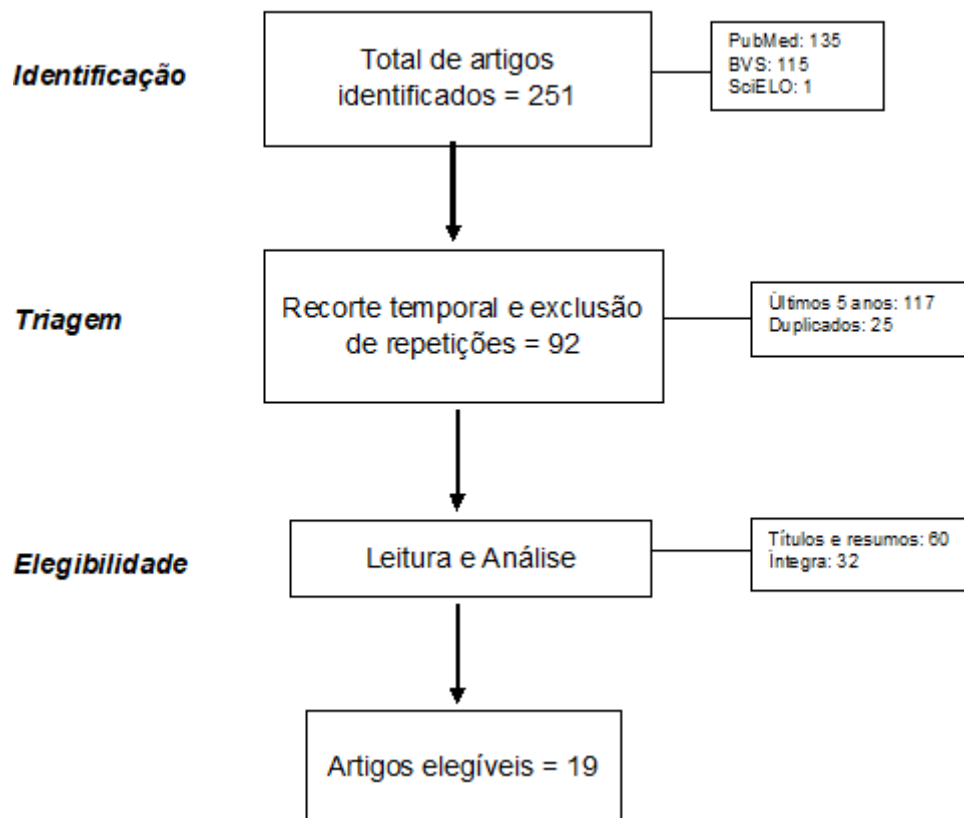 Identificação
Total de artigos
identificados = 251
PubMed: 135
BVS: 115
SciELO: 1
Triagem
Recorte temporal e exclusão
de repetições = 92
Últimos 5 anos: 117
Duplicados: 25
Elegibilidade
Leitura e Análise
Títulos e resumos: 60
Íntegra: 32
Artigos elegíveis = 19